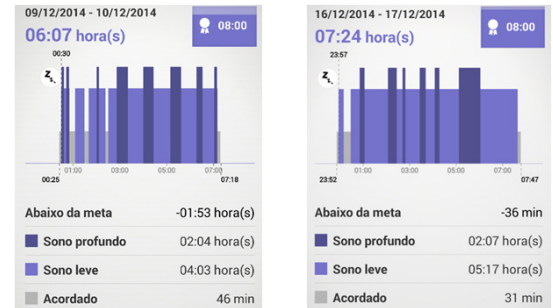 09/12/2014 - 10/12/2014
06:07 hora(s)
08:00
00:30
z
01:00 03:00 05:00 07:00
00:25 07:18
Abaixo da meta -01:53 hora(s)
Sono profundo 02:04 hora(s)
Sono leve 04:03 hora(s)
Acordado 46 min
16/12/2014 - 17/12/2014
07:24 hora(s)
08:00
23:57
z
01:00 03:00 05:00 07:00
23:52 07:47
Abaixo da meta -36 min
Sono profundo 02:07 hora(s)
Sono leve 05:17 hora(s)
Acordado 31 min